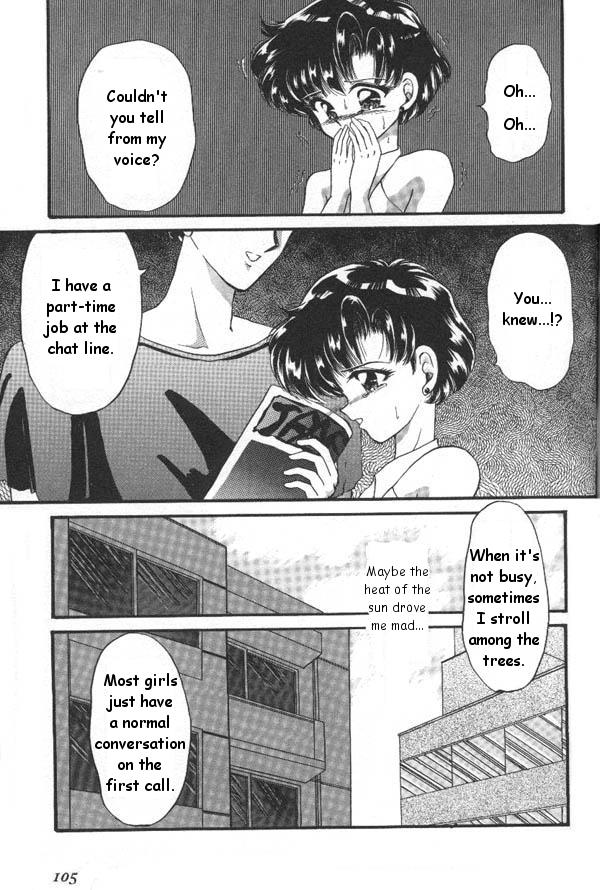 Oh...
Oh...
Couldn't
you tell
from my
voice?
You...
knew...!?
I have a
part-time
job at the
chat line.
When it's
not busy,
sometimes
I stroll
among the
trees.
Maybe the
heat of the
sun drove
me mad...
Most girls
just have
a normal
conversation
on the
first call.
105